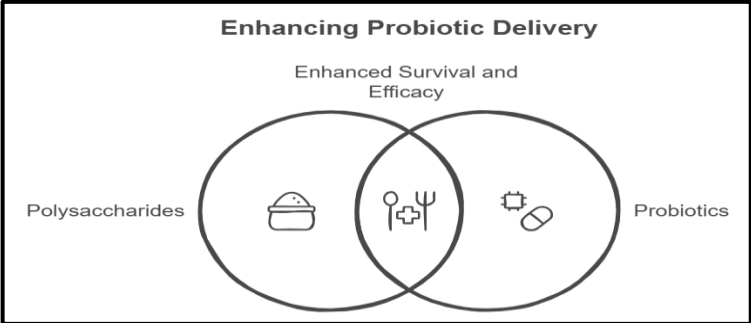 Enhancing Probiotic Delivery
Enhanced Survival and
Efficacy
Polysaccharides
Probiotics